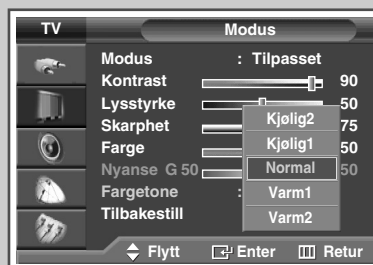 TV Modus
Modus : Tilpasset
Kontrast 90
Lysstyrke 50
Skarphet 75
Farge 50
Nyanse G 50 50
Fargetone :
Tilbakestill
Kjølig2
Kjølig1
Normal
Varm1
Varm2
Flytt Enter Retur